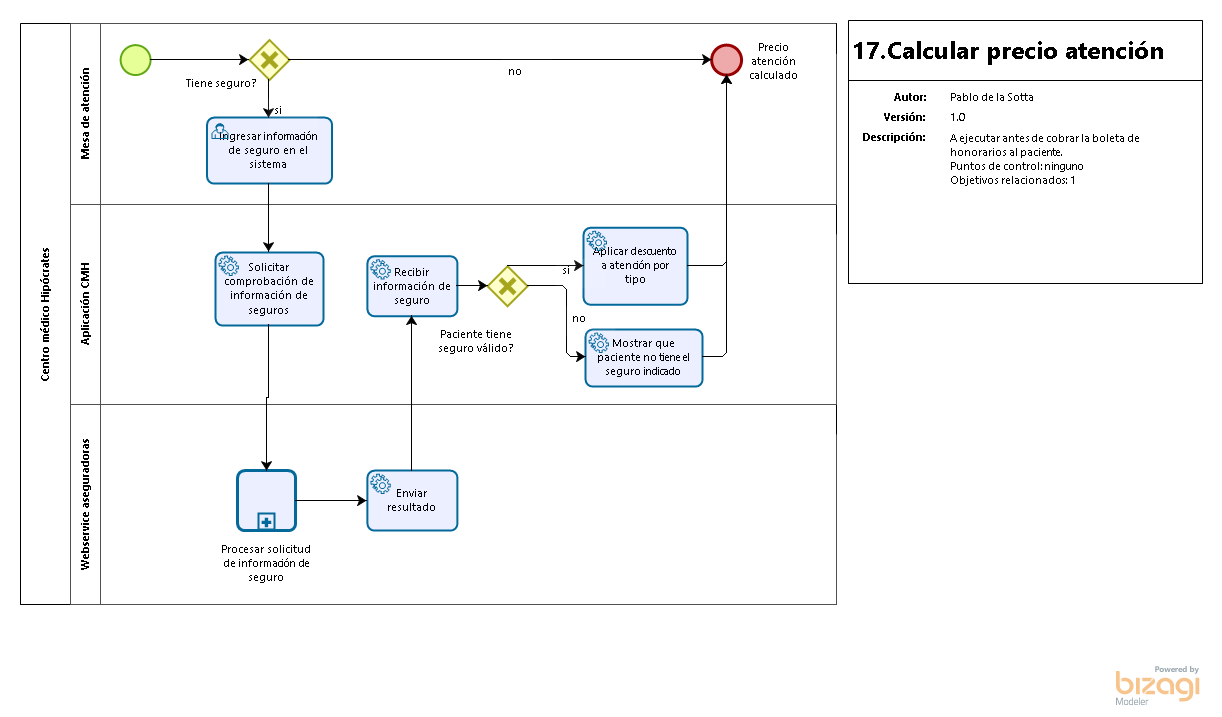 17.Calcular precio atención
Autor: Pablo de la Sotta
Versión: 1.0
Descripción: A ejecutar antes de cobrar la boleta de
honorarios al paciente.
Puntos de control: ninguno
Objetivos relacionados: 1
Centro médico Hipócrates
Mesa de atención
Tiene seguro?
no
si
Precio
atención
calculado
Ingresar información
de seguro en el
sistema
Aplicación CMH
Solicitar
comprobación de
información de
seguros
Recibir
información de
seguro
Paciente tiene
seguro válido?
si
no
Aplicar descuento
a atención por
tipo
Mostrar que
paciente no tiene el
seguro indicado
Webservice aseguradoras
Procesar solicitud
de información de
seguro
Enviar
resultado
Powered by
bizagi
Modeler